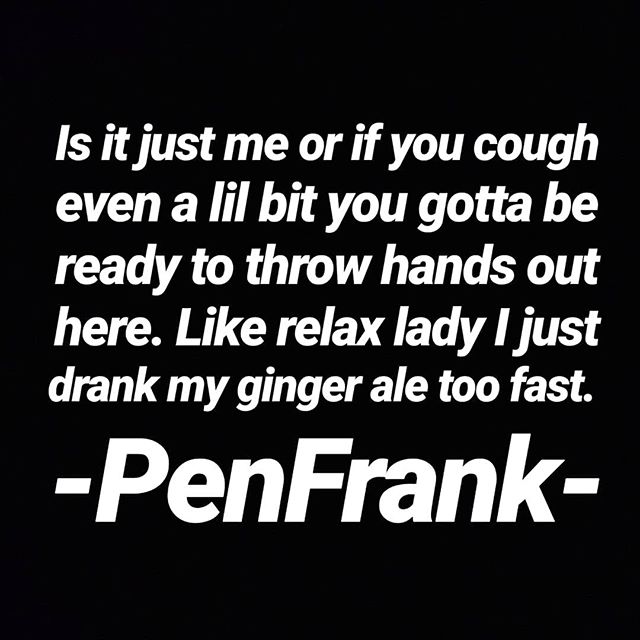 Is it just me or if you cough
even a lil bit you gotta be
ready to throw hands out
here. Like relax lady I just
drank my ginger ale too fast.
-PenFrank-